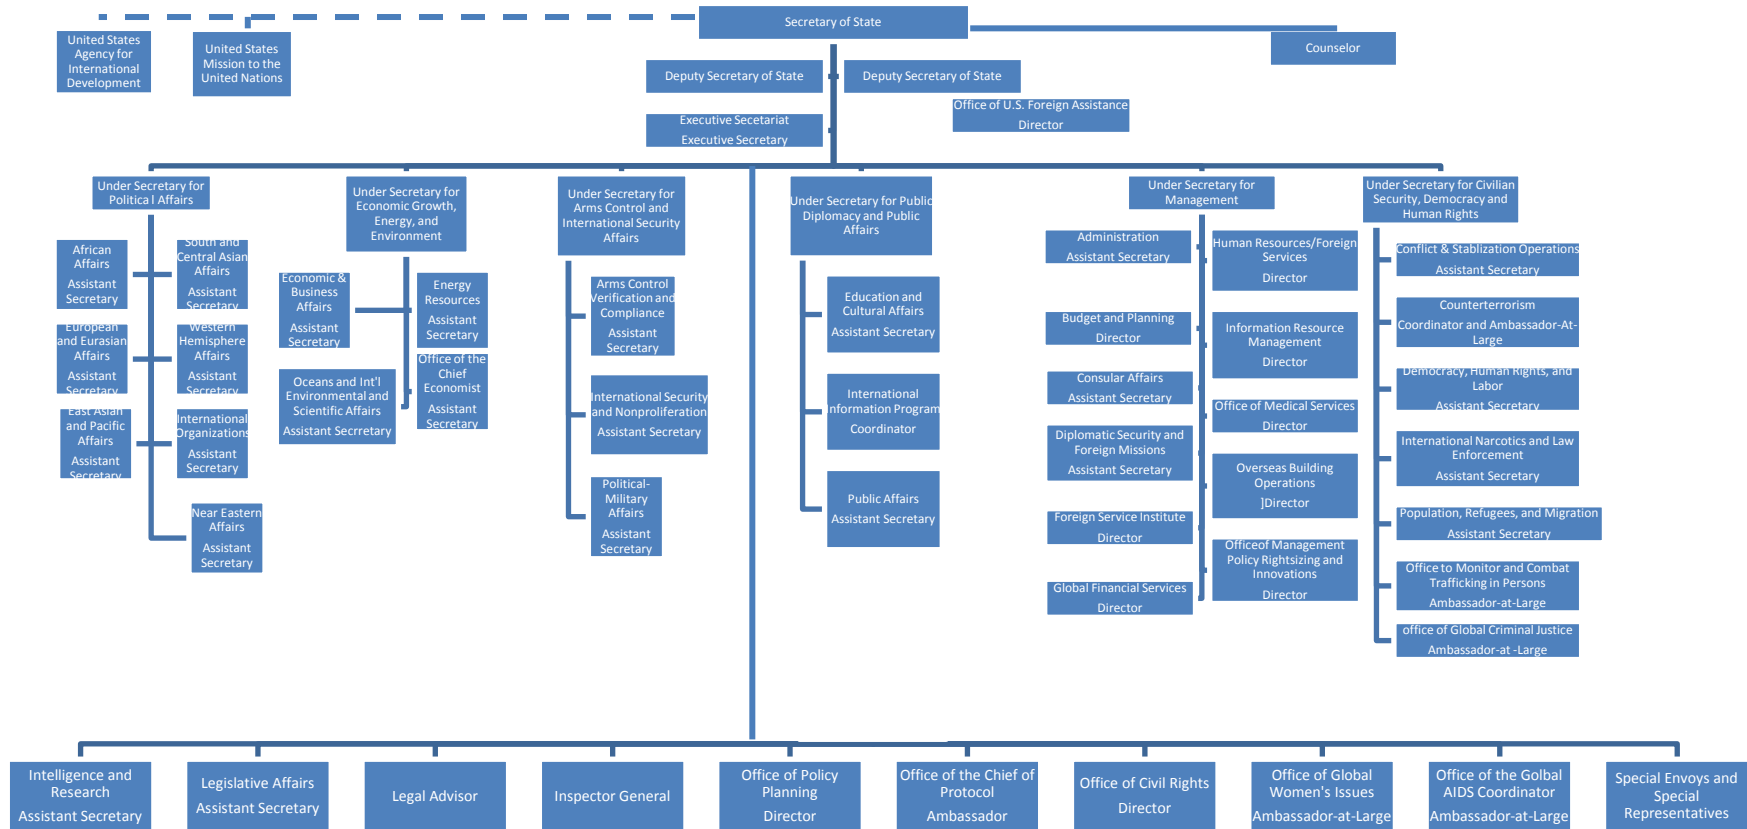 Secretary of State
United States
Agency for
International
Development
United States
Mission to the
United Nations
Counselor
Deputy Secretary of State
Deputy Secretary of State
Office of U.S. Foreign Assistance
Director
Executive Secetariat
Executive Secretary
Under Secretary for
Politica l Affairs
African
Affairs
Assistant
Secretary
South and
Central Asian
Affairs
Assistant
Secretary
European
and Eurasian
Affairs
Assistant
Secretary
Western
Hemisphere
Affairs
Assistant
Secretary
East Asian
and Pacific
Affairs
Assistant
Secretary
International
Organizations
Assistant
Secretary
Near Eastern
Affairs
Assistant
Secretary
Under Secretary for
Economic Growth,
Energy, and
Environment
Economic &
Business
Affairs
Assistant
Secretary
Energy
Resources
Assistant
Secretary
Oceans and Int'l
Environmental and
Scientific Affairs
Assistant Secrretary
Office of the
Chief
Economist
Assistant
Secretary
Under Secretary for
Arms Control and
International Security
Affairs
Arms Control
Verification and
Compliance
Assistant
Secretary
International Security
and Nonproliferation
Assistant Secretary
Political-
Military
Affairs
Assistant
Secretary
Under Secretary for Public
Diplomacy and Public
Affairs
Education and
Cultural Affairs
Assistant Secretary
International
Information Program
Coordinator
Public Affairs
Assistant Secretary
Under Secretary for
Management
Administration
Assistant Secretary
Human Resources/Foreign
Services
Director
Budget and Planning
Director
Information Resource
Management
Director
Consular Affairs
Assistant Secretary
Office of Medical Services
Director
Diplomatic Security and
Foreign Missions
Assistant Secretary
Overseas Building
Operations
]Director
Foreign Service Institute
Director
Officeof Management
Policy Rightsizing and
Innovations
Director
Global Financial Services
Director
Under Secretary for Civilian
Security, Democracy and
Human Rights
Conflict & Stablization Operations
Assistant Secretary
Counterterrorism
Coordinator and Ambassador-At-
Large
Democracy, Human Rights, and
Labor
Assistant Secretary
International Narcotics and Law
Enforcement
Assistant Secretary
Population, Refugees, and Migration
Assistant Secretary
Office to Monitor and Combat
Trafficking in Persons
Ambassador-at-Large
office of Global Criminal Justice
Ambassador-at -Large
Intelligence and
Research
Assistant Secretary
Legislative Affairs
Assistant Secretary
Legal Advisor
Inspector General
Office of Policy
Planning
Director
Office of the Chief of
Protocol
Ambassador
Office of Civil Rights
Director
Office of Global
Women's Issues
Ambassador-at-Large
Office of the Golbal
AIDS Coordinator
Ambassador-at-Large
Special Envoys and
Special
Representatives